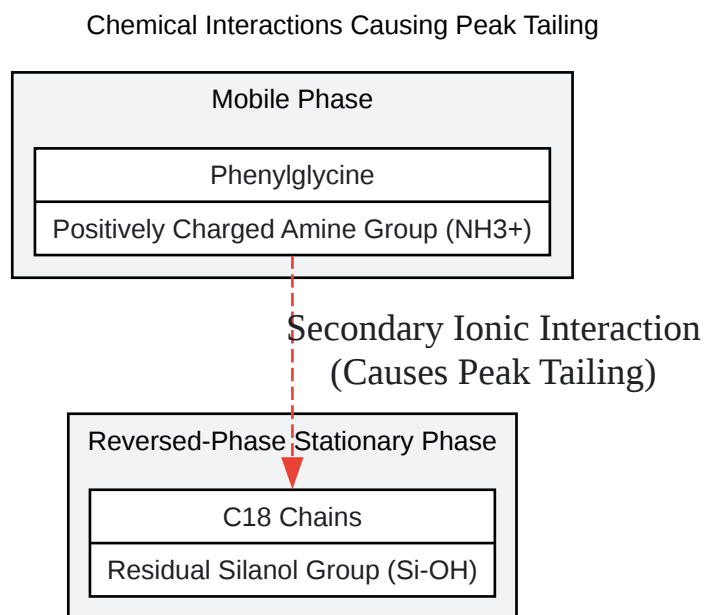 Chemical Interactions Causing Peak Tailing
Mobile Phase
Phenylglycine
Positively Charged Amine Group (NH3+)
Secondary Ionic Interaction
(Causes Peak Tailing)
Reversed-Phase Stationary Phase
C18 Chains
Residual Silanol Group (Si-OH)